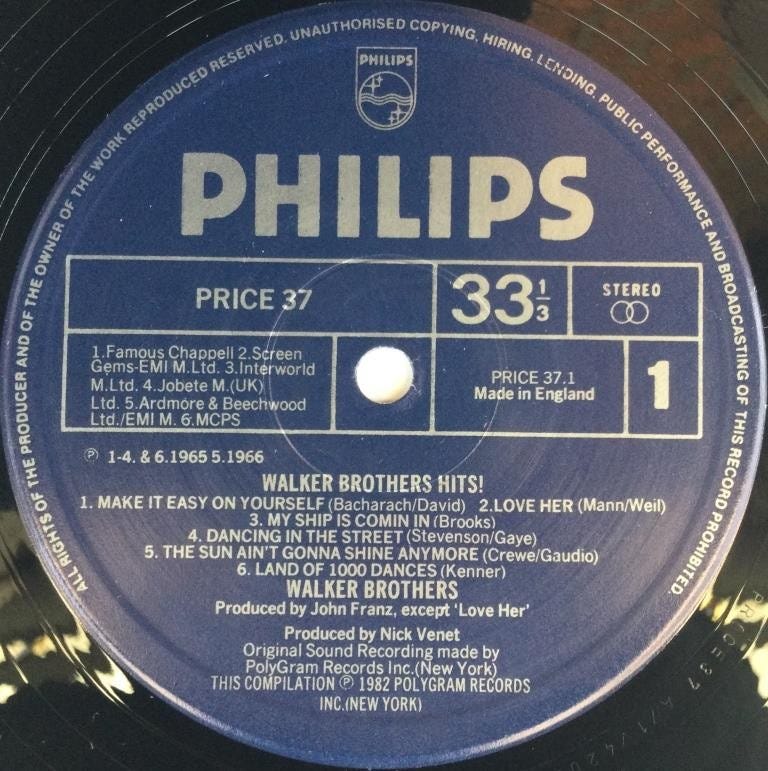 ALL RIGHTS OF THE PRODUCER AND OF THE OWNER OF THE WORK REPRODUCED RESERVED. UNAUTHORISED COPYING, HIRING, LENDING, PUBLIC PERFORMANCE AND BROADCASTING OF THIS RECORD PROHIBITED.
PHILIPS
PHILIPS
PRICE 37
33 1/3
STEREO
1.Famous Chappell 2.Screen
Gems-EMI M.Ltd. 3.Interworld
M.Ltd. 4.Jobete M.(UK)
Ltd. 5.Ardmore & Beechwood
Ltd./EMI M. 6.MCPS
PRICE 37.1
Made in England
1
℗ 1-4. & 6.1965 5.1966
WALKER BROTHERS HITS!
1. MAKE IT EASY ON YOURSELF (Bacharach/David) 2.LOVE HER (Mann/Weil)
3. MY SHIP IS COMIN IN (Brooks)
4. DANCING IN THE STREET (Stevenson/Gaye)
5. THE SUN AIN'T GONNA SHINE ANYMORE (Crewe/Gaudio)
6. LAND OF 1000 DANCES (Kenner)
WALKER BROTHERS
Produced by John Franz, except 'Love Her'
Produced by Nick Venet
Original Sound Recording made by
PolyGram Records Inc.(New York)
THIS COMPILATION ℗ 1982 POLYGRAM RECORDS
INC.(NEW YORK)
PRICE 37